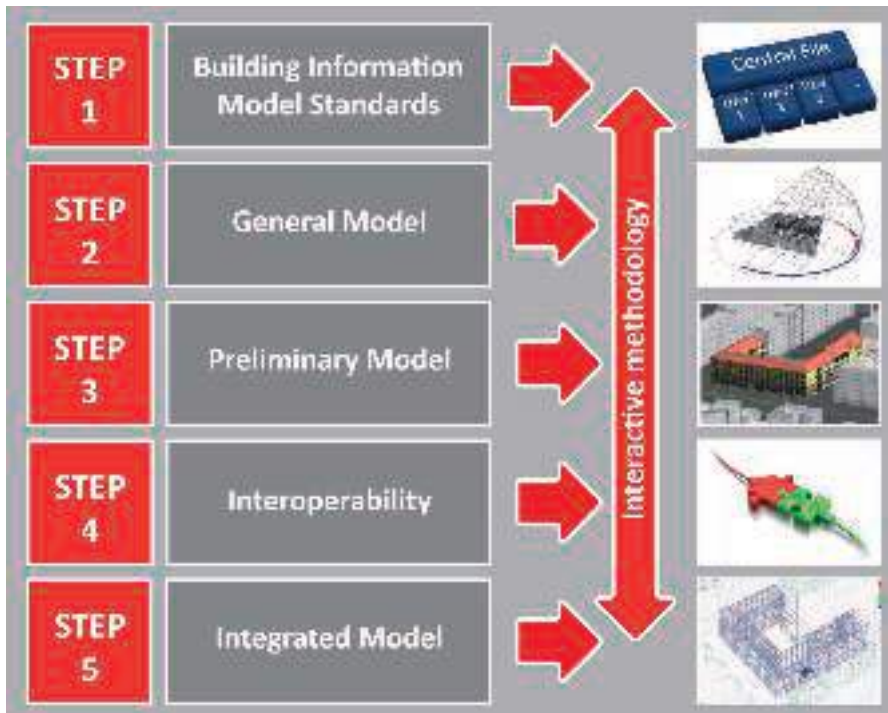 STEP
1
Building Information
Model Standards
Central File
STEP
2
General Model
STEP
3
Preliminary Model
STEP
4
Interoperability
STEP
5
Integrated Model
Interactive methodology